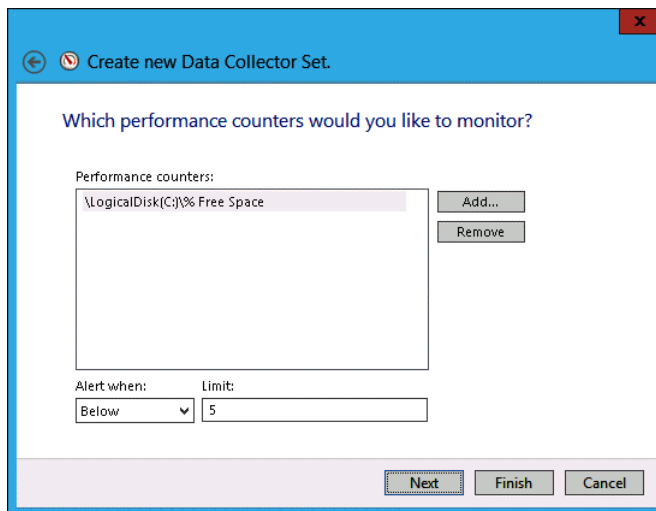 x
Create new Data Collector Set.
Which performance counters would you like to monitor?
Performance counters:
\LogicalDisk(C:)\% Free Space
Add...
Remove
Alert when: Limit:
Below 5
Next Finish Cancel